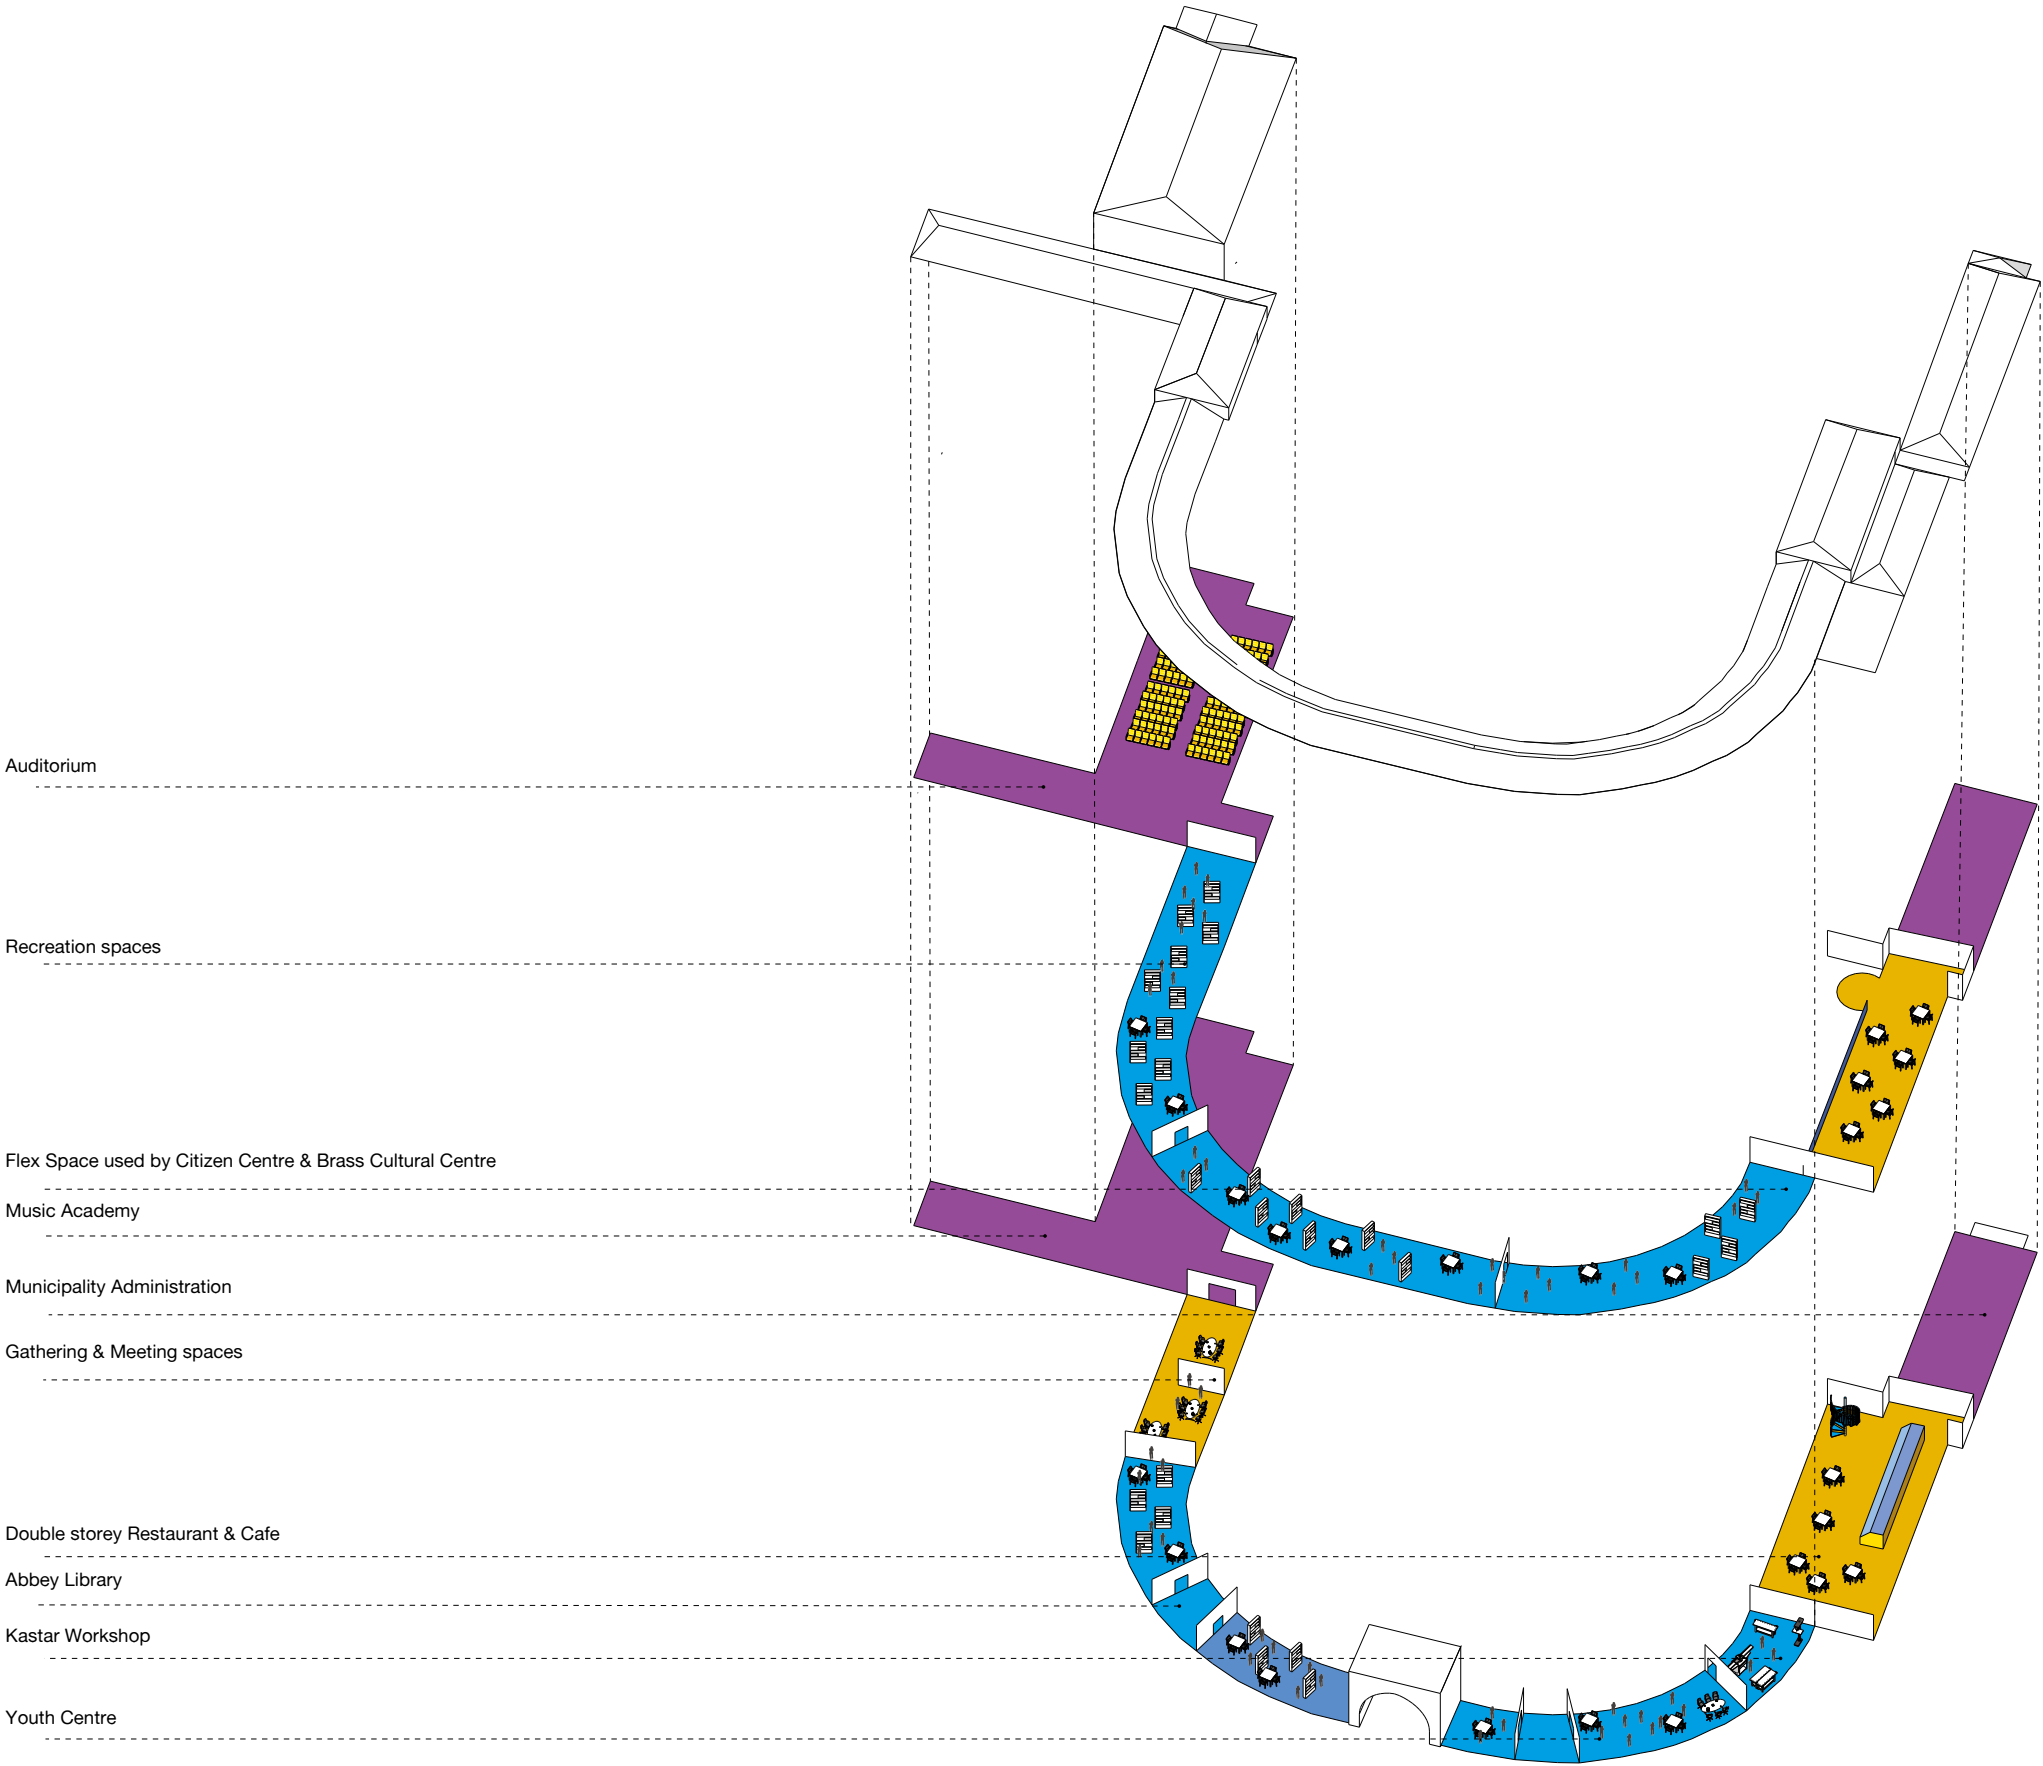 Auditorium
Recreation spaces
Flex Space used by Citizen Centre & Brass Cultural Centre
Music Academy
Municipality Administration
Gathering & Meeting spaces
Double storey Restaurant & Cafe
Abbey Library
Kastar Workshop
Youth Centre